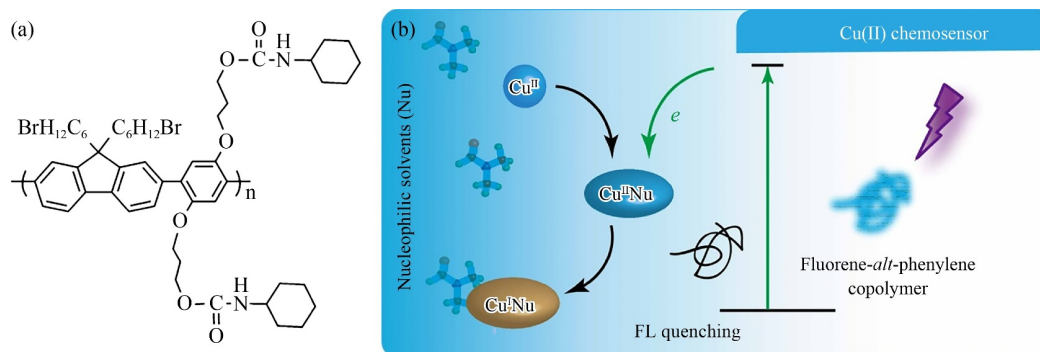 (a)
O
O
C
H
N
BrH₁₂C₆
C₆H₁₂Br
O
n
O
O
C
N
H
O
(b)
Cu(II) chemosensor
Nucleophilic solvents (Nu)
Cuᴵᴵ
e
CuᴵᴵNu
CuᴵNu
FL quenching
Fluorene-alt-phenylene
copolymer